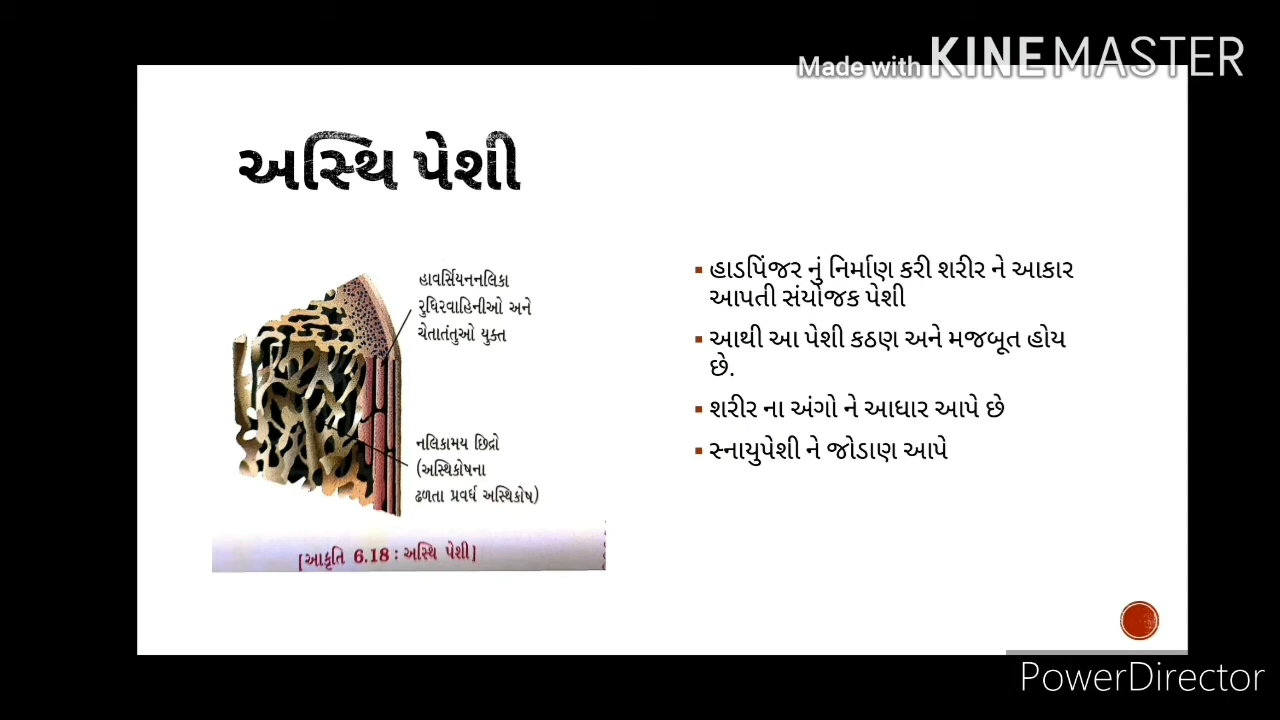 Made with KINEMASTER
અસ્થિ પેશી
હાવર્સિયનનલિકા
રુધિરવાહિનીઓ અને
ચેતાતંતુઓ યુક્ત
નલિકામય છિદ્રો
(અસ્થિકોષના
ઢળતા પ્રવર્ધ અસ્થિકોષ)
[આકૃતિ 6.18 : અસ્થિ પેશી]
▪ હાડપિંજર નું નિર્માણ કરી શરીર ને આકાર
આપતી સંયોજક પેશી
▪ આથી આ પેશી કઠણ અને મજબૂત હોય
છે.
▪ શરીર ના અંગો ને આધાર આપે છે
▪ સ્નાયુપેશી ને જોડાણ આપે
PowerDirector